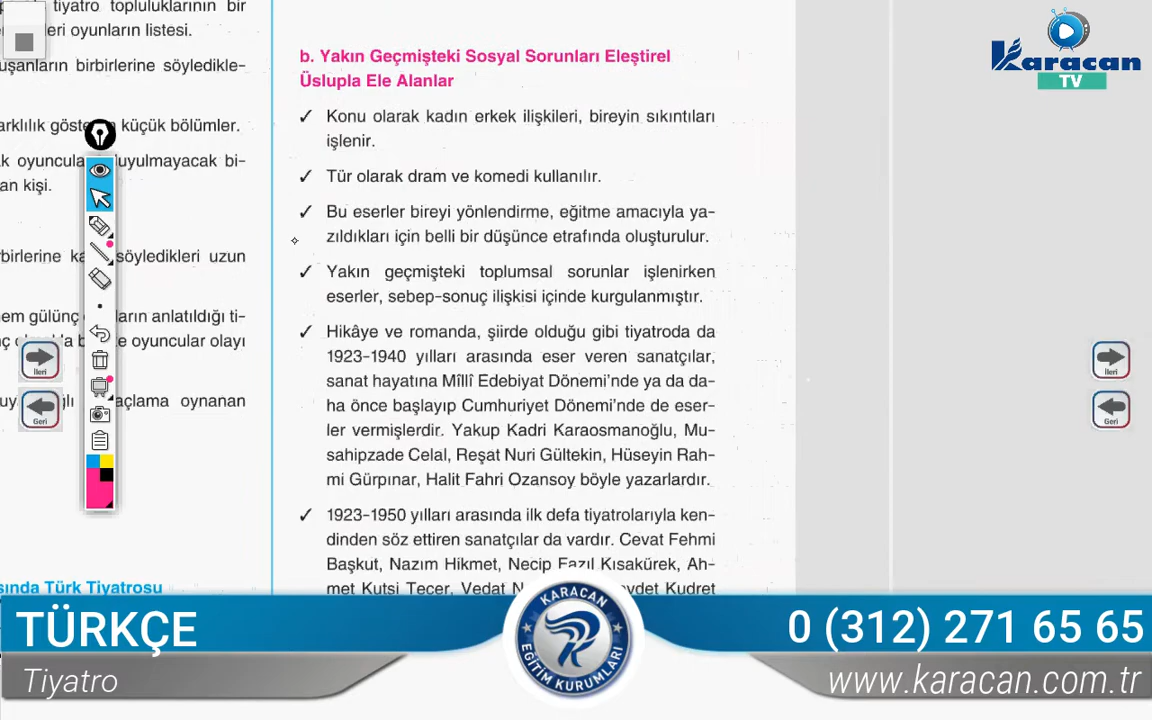 tiyatro topluluklarının bir
eri oyunların listesi.
uşanların birbirlerine söyledikle-
arklılık göste küçük bölümler.
ak oyuncula uyulmayacak bi-
an kişi.
birlerine ka söyledikleri uzun
em gülünç ların anlatıldığı ti-
nç te oyuncular olayı
açlama oynanan
sında Türk Tiyatrosu
b. Yakın Geçmişteki Sosyal Sorunları Eleştirel
Üslupla Ele Alanlar
✓ Konu olarak kadın erkek ilişkileri, bireyin sıkıntıları
işlenir.
✓ Tür olarak dram ve komedi kullanılır.
✓ Bu eserler bireyi yönlendirme, eğitme amacıyla ya-
zıldıkları için belli bir düşünce etrafında oluşturulur.
✓ Yakın geçmişteki toplumsal sorunlar işlenirken
eserler, sebep-sonuç ilişkisi içinde kurgulanmıştır.
✓ Hikâye ve romanda, şiirde olduğu gibi tiyatroda da
1923-1940 yılları arasında eser veren sanatçılar,
sanat hayatına Mîllî Edebiyat Dönemi'nde ya da da-
ha önce başlayıp Cumhuriyet Dönemi'nde de eser-
ler vermişlerdir. Yakup Kadri Karaosmanoğlu, Mu-
sahipzade Celal, Reşat Nuri Gültekin, Hüseyin Rah-
mi Gürpınar, Halit Fahri Ozansoy böyle yazarlardır.
✓ 1923-1950 yılları arasında ilk defa tiyatrolarıyla ken-
dinden söz ettiren sanatçılar da vardır. Cevat Fehmi
Başkut, Nazım Hikmet, Necip Fazıl Kısakürek, Ah-
met Kutsi Tecer, Vedat N evdet Kudret
Karacan
TV
İleri
Geri
İleri
Geri
TÜRKÇE
Tiyatro
KARACAN
EĞİTİM KURUMLARI
0 (312) 271 65 65
www.karacan.com.tr